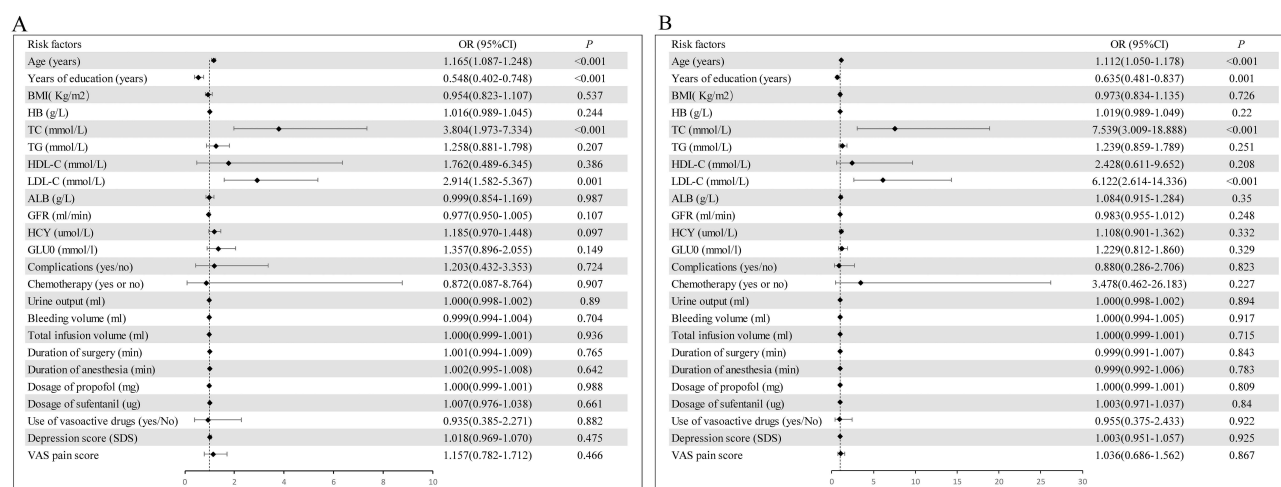 A
Risk factors OR (95%CI) P
Age (years) 1.165(1.087-1.248) <0.001
Years of education (years) 0.548(0.402-0.748) <0.001
BMI( Kg/m2) 0.954(0.823-1.107) 0.537
HB (g/L) 1.016(0.989-1.045) 0.244
TC (mmol/L) 3.804(1.973-7.334) <0.001
TG (mmol/L) 1.258(0.881-1.798) 0.207
HDL-C (mmol/L) 1.762(0.489-6.345) 0.386
LDL-C (mmol/L) 2.914(1.582-5.367) 0.001
ALB (g/L) 0.999(0.854-1.169) 0.987
GFR (ml/min) 0.977(0.950-1.005) 0.107
HCY (umol/L) 1.185(0.970-1.448) 0.097
GLU0 (mmol/l) 1.357(0.896-2.055) 0.149
Complications (yes/no) 1.203(0.432-3.353) 0.724
Chemotherapy (yes or no) 0.872(0.087-8.764) 0.907
Urine output (ml) 1.000(0.998-1.002) 0.89
Bleeding volume (ml) 0.999(0.994-1.004) 0.704
Total infusion volume (ml) 1.000(0.999-1.001) 0.936
Duration of surgery (min) 1.001(0.994-1.009) 0.765
Duration of anesthesia (min) 1.002(0.995-1.008) 0.642
Dosage of propofol (mg) 1.000(0.999-1.001) 0.988
Dosage of sufentanil (ug) 1.007(0.976-1.038) 0.661
Use of vasoactive drugs (yes/No) 0.935(0.385-2.271) 0.882
Depression score (SDS) 1.018(0.969-1.070) 0.475
VAS pain score 1.157(0.782-1.712) 0.466
0 2 4 6 8 10
B
Risk factors OR (95%CI) P
Age (years) 1.112(1.050-1.178) <0.001
Years of education (years) 0.635(0.481-0.837) 0.001
BMI( Kg/m2) 0.973(0.834-1.135) 0.726
HB (g/L) 1.019(0.989-1.049) 0.22
TC (mmol/L) 7.539(3.009-18.888) <0.001
TG (mmol/L) 1.239(0.859-1.789) 0.251
HDL-C (mmol/L) 2.428(0.611-9.652) 0.208
LDL-C (mmol/L) 6.122(2.614-14.336) <0.001
ALB (g/L) 1.084(0.915-1.284) 0.35
GFR (ml/min) 0.983(0.955-1.012) 0.248
HCY (umol/L) 1.108(0.901-1.362) 0.332
GLU0 (mmol/l) 1.229(0.812-1.860) 0.329
Complications (yes/no) 0.880(0.286-2.706) 0.823
Chemotherapy (yes or no) 3.478(0.462-26.183) 0.227
Urine output (ml) 1.000(0.998-1.002) 0.894
Bleeding volume (ml) 1.000(0.994-1.005) 0.917
Total infusion volume (ml) 1.000(0.999-1.001) 0.715
Duration of surgery (min) 0.999(0.991-1.007) 0.843
Duration of anesthesia (min) 0.999(0.992-1.006) 0.783
Dosage of propofol (mg) 1.000(0.999-1.001) 0.809
Dosage of sufentanil (ug) 1.003(0.971-1.037) 0.84
Use of vasoactive drugs (yes/No) 0.955(0.375-2.433) 0.922
Depression score (SDS) 1.003(0.951-1.057) 0.925
VAS pain score 1.036(0.686-1.562) 0.867
0 5 10 15 20 25 30